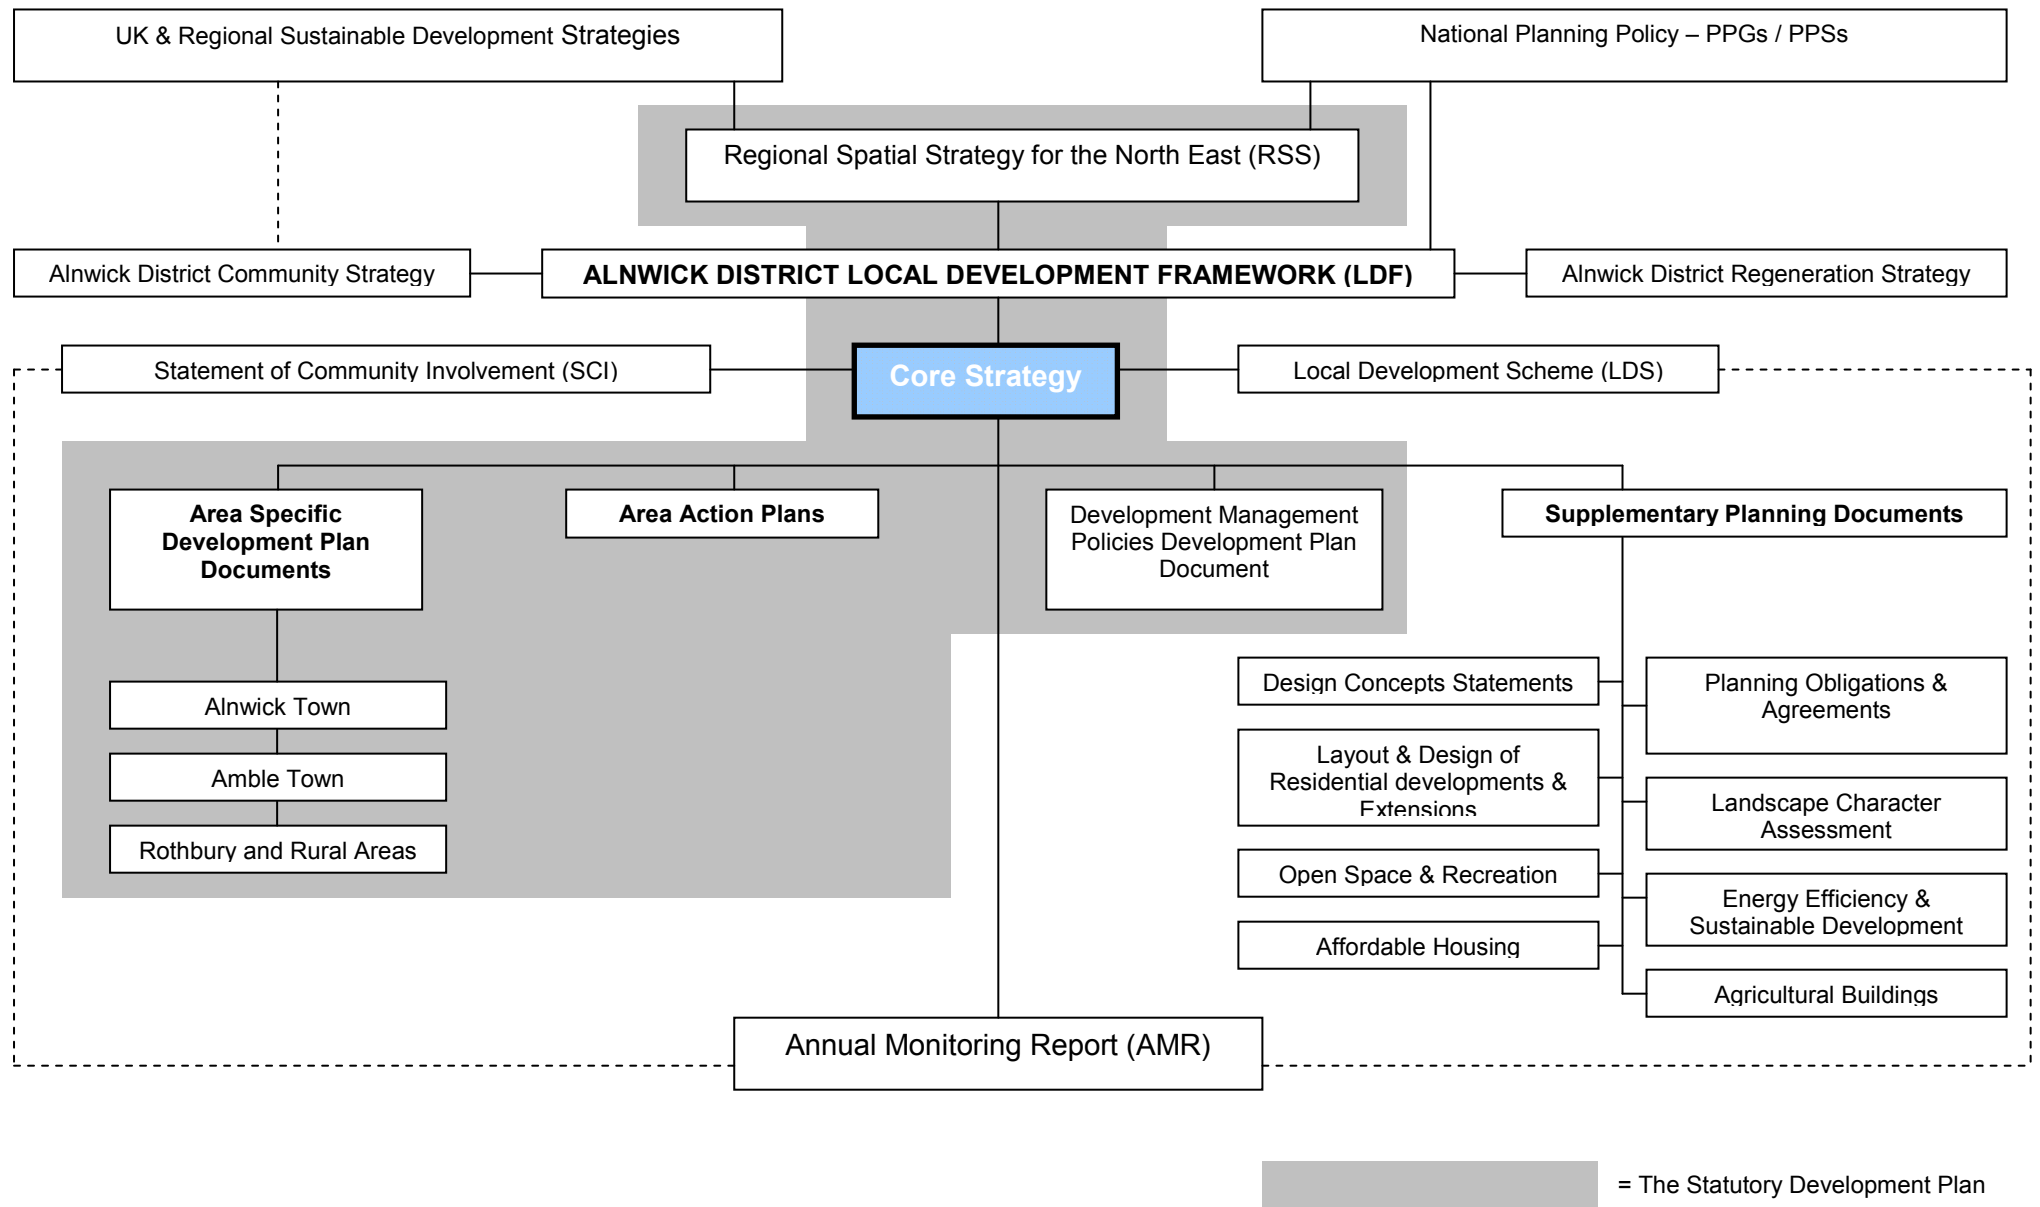 UK & Regional Sustainable Development Strategies
National Planning Policy – PPGs / PPSs
Regional Spatial Strategy for the North East (RSS)
Alnwick District Community Strategy
ALNWICK DISTRICT LOCAL DEVELOPMENT FRAMEWORK (LDF)
Alnwick District Regeneration Strategy
Statement of Community Involvement (SCI)
Core Strategy
Local Development Scheme (LDS)
Area Specific
Development Plan
Documents
Area Action Plans
Development Management
Policies Development Plan
Document
Supplementary Planning Documents
Alnwick Town
Amble Town
Rothbury and Rural Areas
Design Concepts Statements
Layout & Design of
Residential developments &
Extensions
Open Space & Recreation
Affordable Housing
Planning Obligations &
Agreements
Landscape Character
Assessment
Energy Efficiency &
Sustainable Development
Agricultural Buildings
Annual Monitoring Report (AMR)
= The Statutory Development Plan